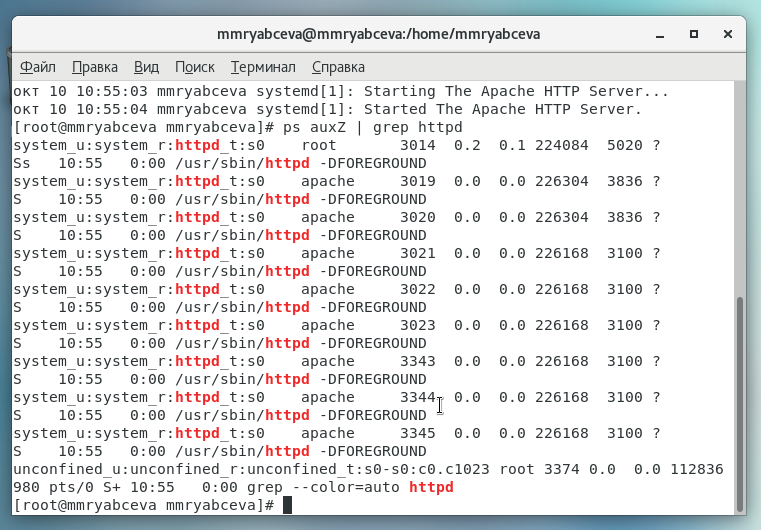 mmryabceva@mmryabceva:/home/mmryabceva
Файл Правка Вид Поиск Терминал Справка
окт 10 10:55:03 mmryabceva systemd[1]: Starting The Apache HTTP Server...
окт 10 10:55:04 mmryabceva systemd[1]: Started The Apache HTTP Server.
[root@mmryabceva mmryabceva]# ps auxZ | grep httpd
system_u:system_r:httpd_t:s0    root       3014  0.2  0.1 224084  5020 ?
Ss   10:55   0:00 /usr/sbin/httpd -DFOREGROUND
system_u:system_r:httpd_t:s0    apache     3019  0.0  0.0 226304  3836 ?
S    10:55   0:00 /usr/sbin/httpd -DFOREGROUND
system_u:system_r:httpd_t:s0    apache     3020  0.0  0.0 226304  3836 ?
S    10:55   0:00 /usr/sbin/httpd -DFOREGROUND
system_u:system_r:httpd_t:s0    apache     3021  0.0  0.0 226168  3100 ?
S    10:55   0:00 /usr/sbin/httpd -DFOREGROUND
system_u:system_r:httpd_t:s0    apache     3022  0.0  0.0 226168  3100 ?
S    10:55   0:00 /usr/sbin/httpd -DFOREGROUND
system_u:system_r:httpd_t:s0    apache     3023  0.0  0.0 226168  3100 ?
S    10:55   0:00 /usr/sbin/httpd -DFOREGROUND
system_u:system_r:httpd_t:s0    apache     3343  0.0  0.0 226168  3100 ?
S    10:55   0:00 /usr/sbin/httpd -DFOREGROUND
system_u:system_r:httpd_t:s0    apache     3344  0.0  0.0 226168  3100 ?
S    10:55   0:00 /usr/sbin/httpd -DFOREGROUND
system_u:system_r:httpd_t:s0    apache     3345  0.0  0.0 226168  3100 ?
S    10:55   0:00 /usr/sbin/httpd -DFOREGROUND
unconfined_u:unconfined_r:unconfined_t:s0-s0:c0.c1023 root 3374 0.0  0.0 112836
980 pts/0 S+ 10:55   0:00 grep --color=auto httpd
[root@mmryabceva mmryabceva]#